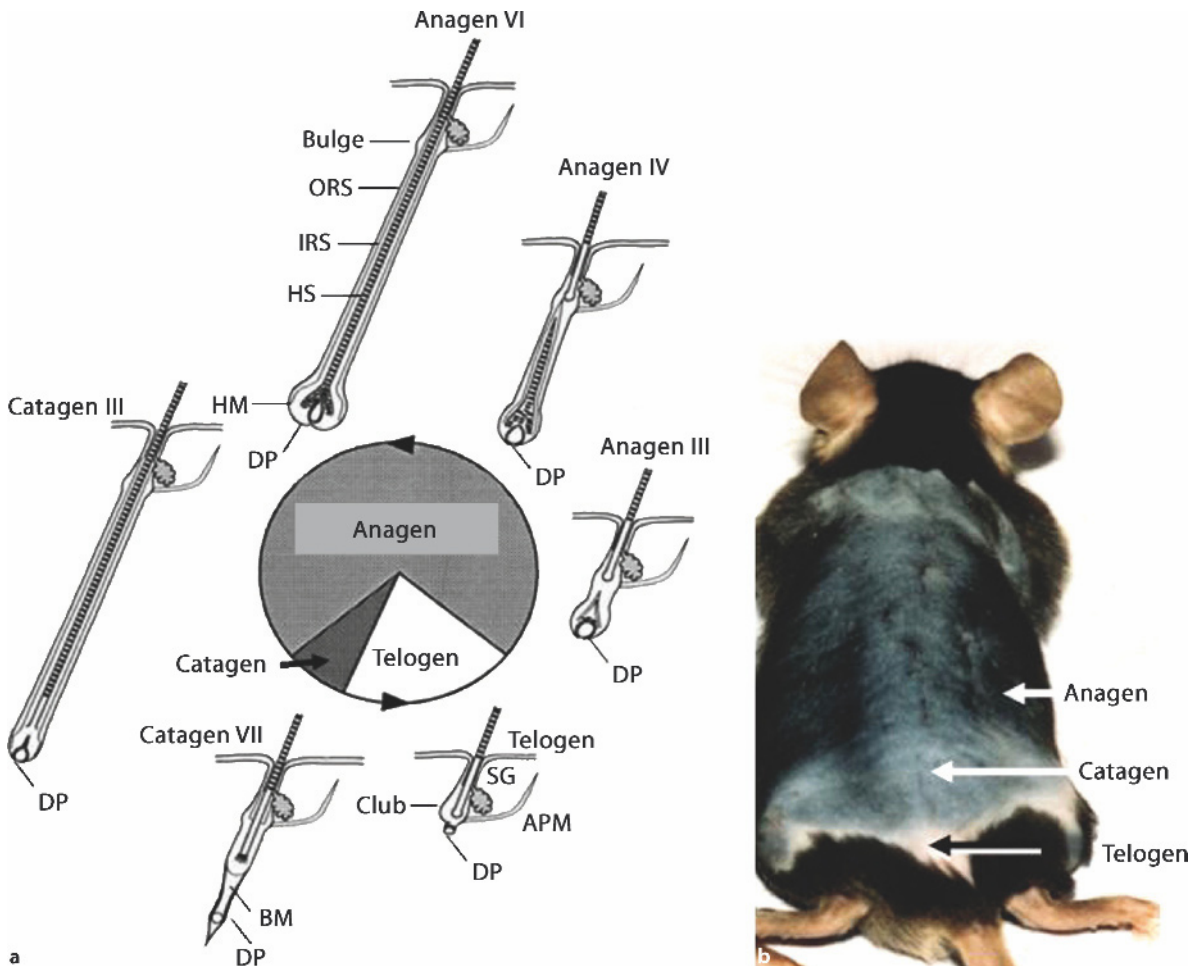 Anagen VI
Bulge
ORS
IRS
HS
HM
DP
Anagen IV
DP
Anagen III
DP
Catagen III
DP
Anagen
Catagen
Telogen
Catagen VII
BM
DP
Telogen
SG
Club
APM
DP
a
Anagen
Catagen
Telogen
b